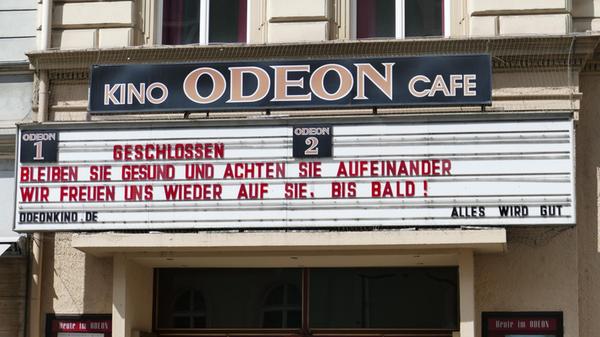 KINO ODEON CAFE
ODEON 1
ODEON 2
GESCHLOSSEN
BLEIBEN SIE GESUND UND ACHTEN SIE AUFEINANDER
WIR FREUEN UNS WIEDER AUF SIE, BIS BALD !
ODEONKINO.DE
ALLES WIRD GUT
Heute im ODEON
Heute im ODEON